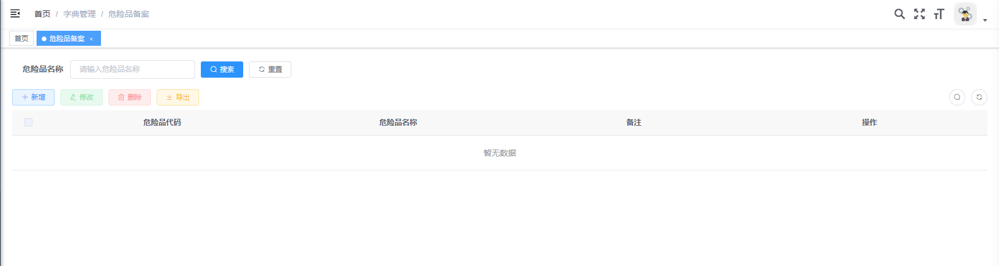 首页 / 字典管理 / 危险品备案
首页 危险品备案 ×
危险品名称 请输入危险品名称 搜索 重置
新增 修改 删除 导出
危险品代码 危险品名称 备注 操作
暂无数据